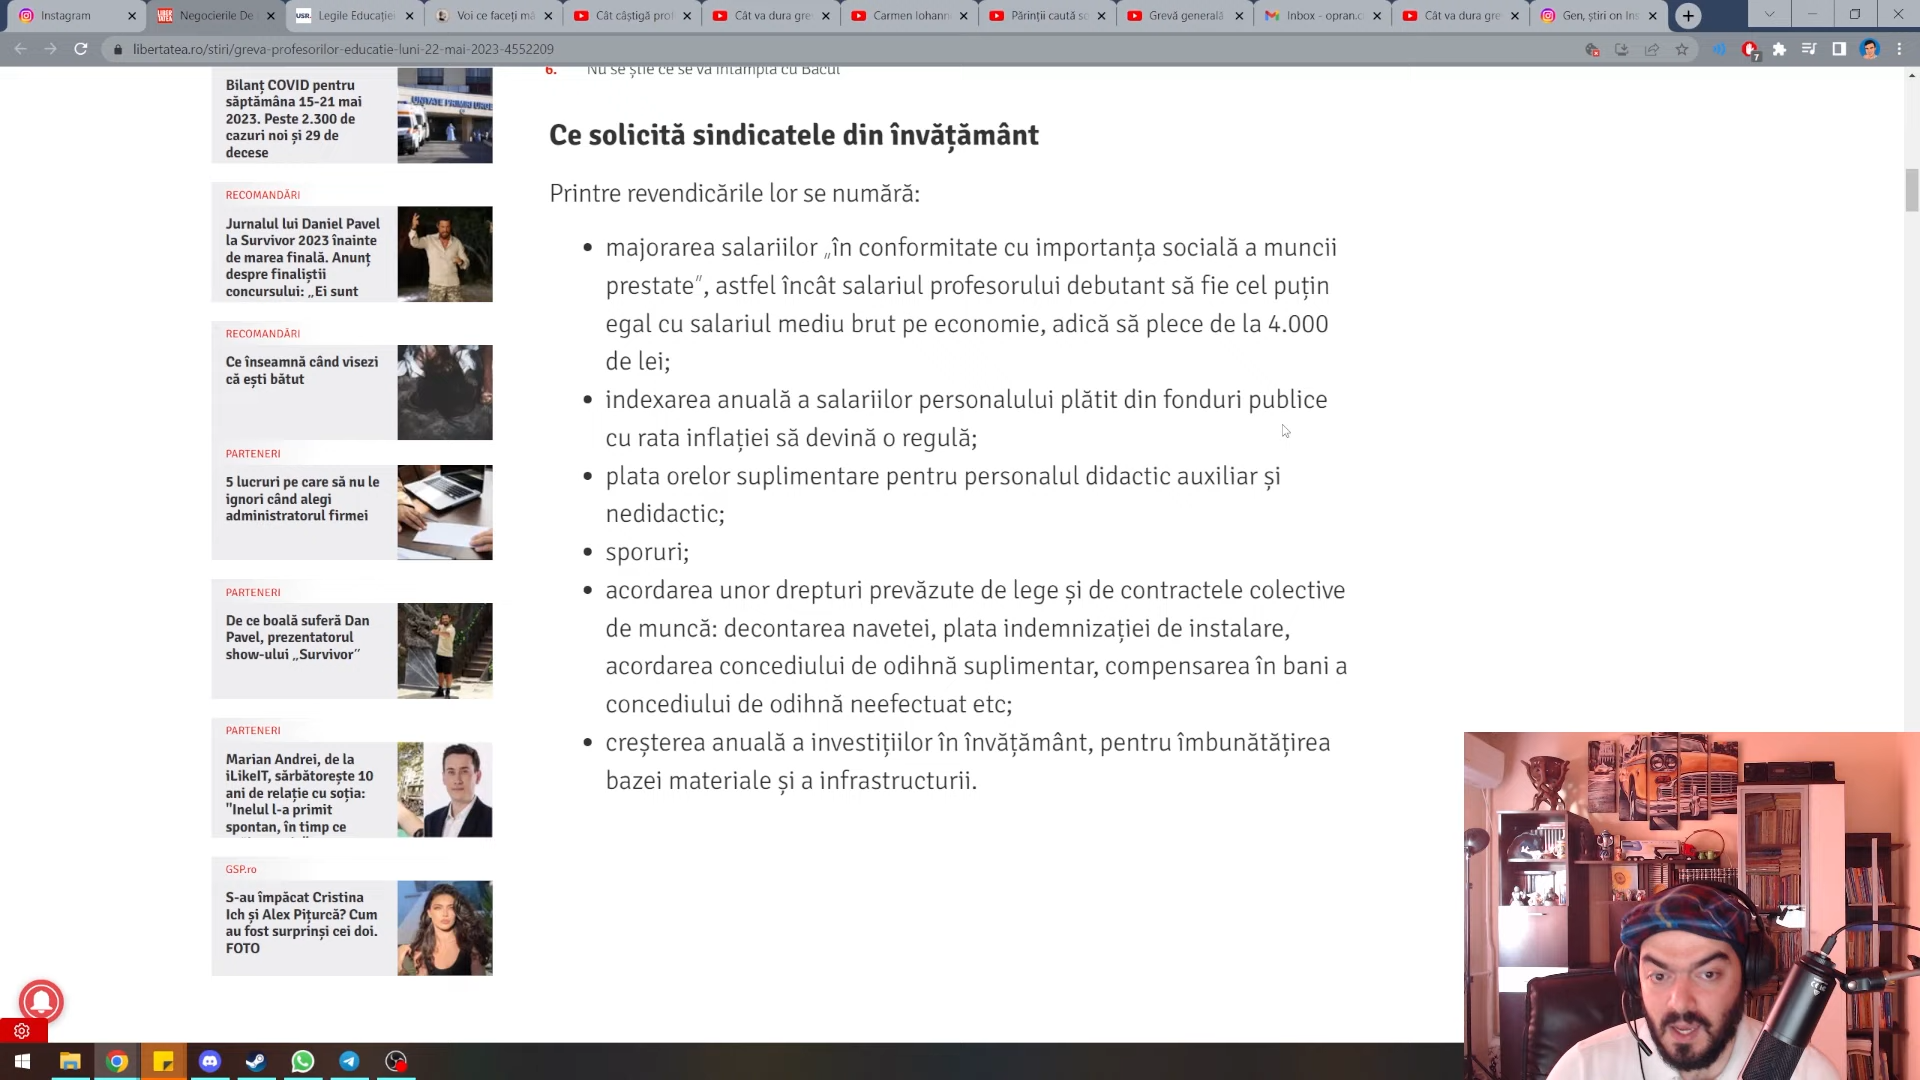 Instagram
Negocierile De
USR. Legile Educației
Voi ce faceți mă
Cât câștigă prof
Cât va dura gre
Carmen Iohann
Părinții caută sc
Grevă generală
Inbox - opran.c
Cât va dura gre
Gen, știri on Ins
libertatea.ro/stiri/greva-profesorilor-educatie-luni-22-mai-2023-4552209
7
Bilanț COVID pentru
săptămâna 15-21 mai
2023. Peste 2.300 de
cazuri noi și 29 de
decese
RECOMANDĂRI
Jurnalul lui Daniel Pavel
la Survivor 2023 înainte
de marea finală. Anunț
despre finaliștii
concursului: „Ei sunt
RECOMANDĂRI
Ce înseamnă când visezi
că ești bătut
PARTENERI
5 lucruri pe care să nu le
ignori când alegi
administratorul firmei
PARTENERI
De ce boală suferă Dan
Pavel, prezentatorul
show-ului „Survivor”
PARTENERI
Marian Andrei, de la
iLikeIT, sărbătorește 10
ani de relație cu soția:
"Inelul l-a primit
spontan, în timp ce
GSP.ro
S-au împăcat Cristina
Ich și Alex Pițurcă? Cum
au fost surprinși cei doi.
FOTO
6. Nu se știe ce se va întâmpla cu Bacul
Ce solicită sindicatele din învățământ
Printre revendicările lor se numără:
• majorarea salariilor „în conformitate cu importanța socială a muncii
prestate”, astfel încât salariul profesorului debutant să fie cel puțin
egal cu salariul mediu brut pe economie, adică să plece de la 4.000
de lei;
• indexarea anuală a salariilor personalului plătit din fonduri publice
cu rata inflației să devină o regulă;
• plata orelor suplimentare pentru personalul didactic auxiliar și
nedidactic;
• sporuri;
• acordarea unor drepturi prevăzute de lege și de contractele colective
de muncă: decontarea navetei, plata indemnizației de instalare,
acordarea concediului de odihnă suplimentar, compensarea în bani a
concediului de odihnă neefectuat etc;
• creșterea anuală a investițiilor în învățământ, pentru îmbunătățirea
bazei materiale și a infrastructurii.